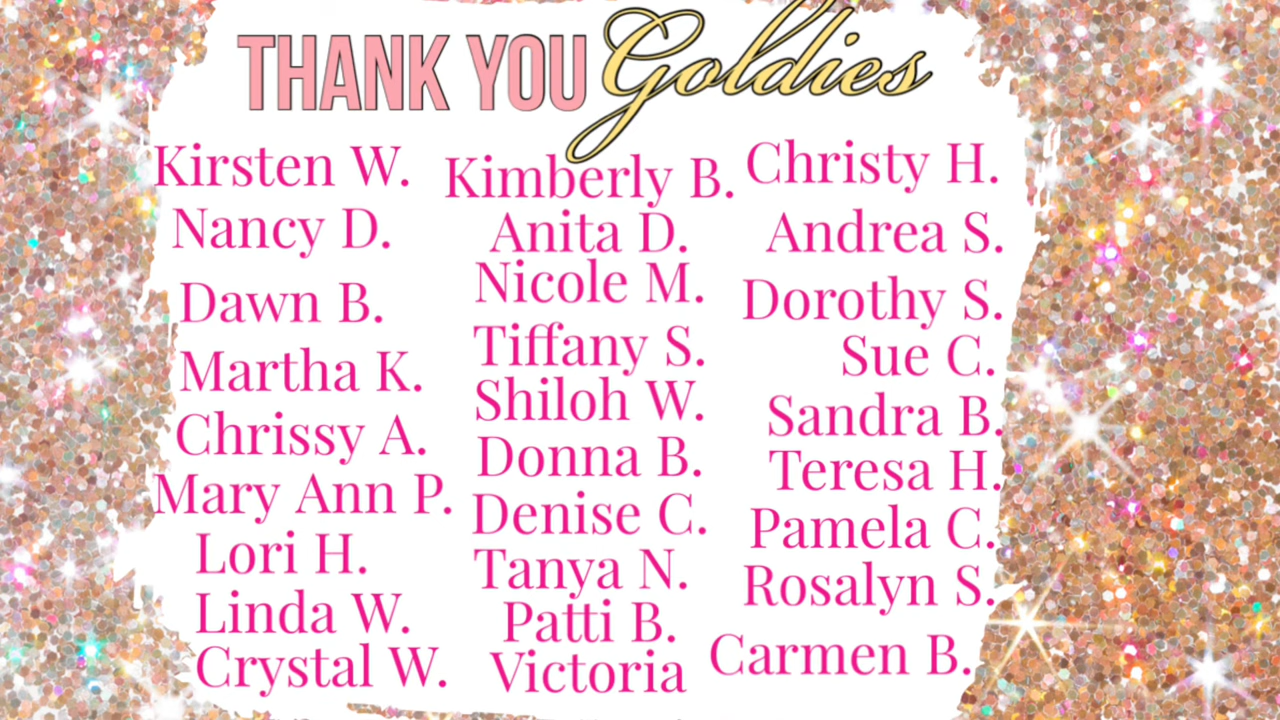 THANK YOU Goldies
Kirsten W.
Nancy D.
Dawn B.
Martha K.
Chrissy A.
Mary Ann P.
Lori H.
Linda W.
Crystal W.
Kimberly B.
Anita D.
Nicole M.
Tiffany S.
Shiloh W.
Donna B.
Denise C.
Tanya N.
Patti B.
Victoria
Christy H.
Andrea S.
Dorothy S.
Sue C.
Sandra B.
Teresa H.
Pamela C.
Rosalyn S.
Carmen B.